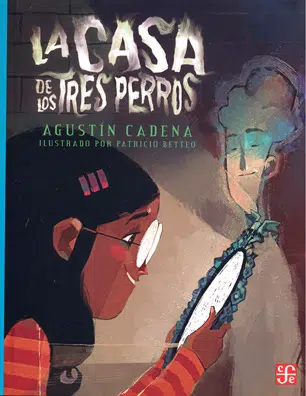 LA CASA
DE LOS TRES PERROS
AGUSTÍN CADENA
ILUSTRADO POR PATRICIO BETTEO
FCE